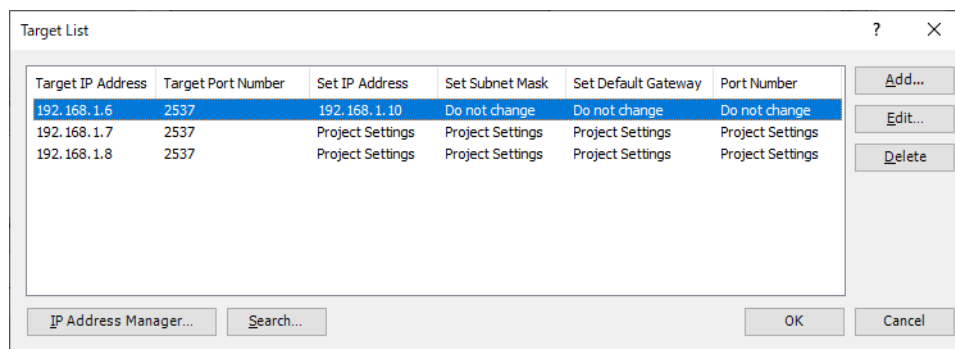 Target List ?
Target IP Address Target Port Number Set IP Address Set Subnet Mask Set Default Gateway Port Number Add...
192.168.1.6 2537 192.168.1.10 Do not change Do not change Do not change Edit...
192.168.1.7 2537 Project Settings Project Settings Project Settings Project Settings
192.168.1.8 2537 Project Settings Project Settings Project Settings Project Settings Delete
IP Address Manager... Search... OK Cancel